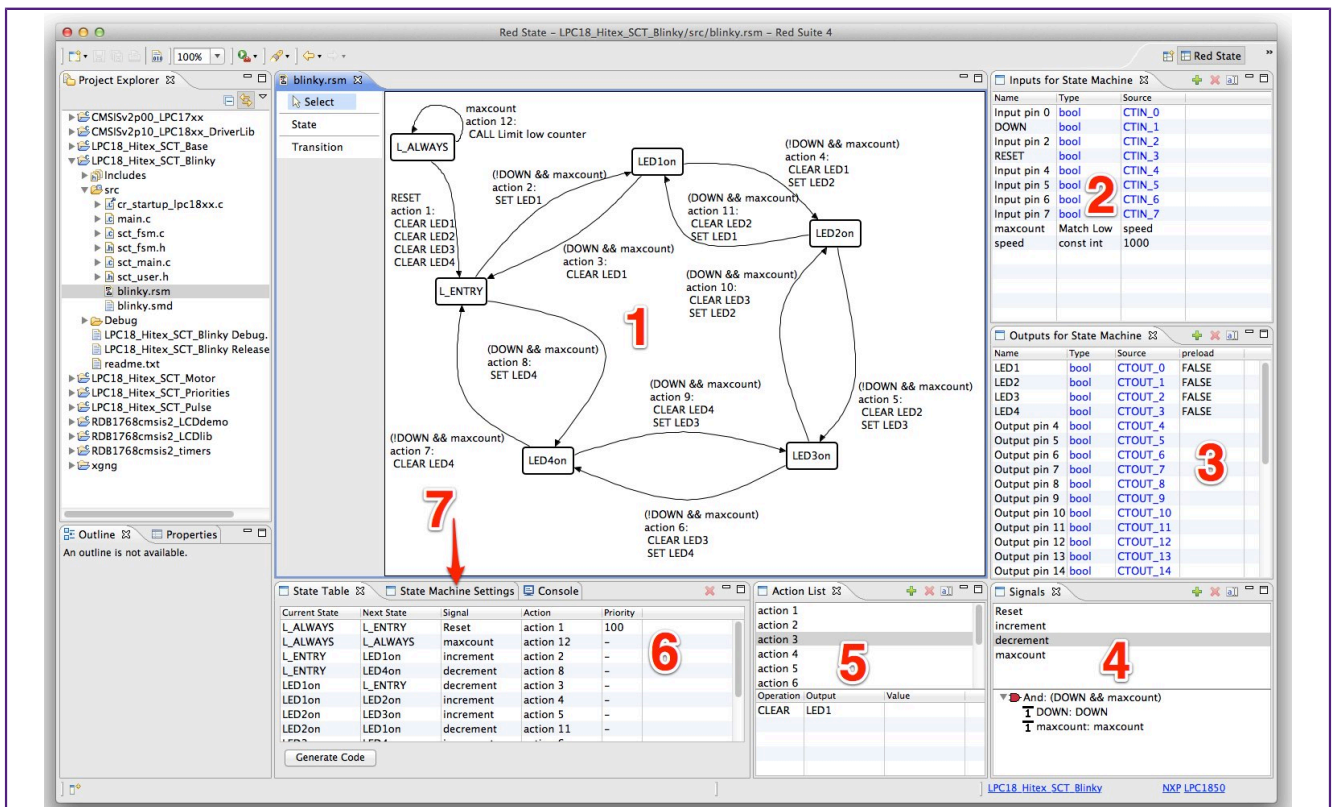 Red State – LPC18_Hitex_SCT_Blinky/src/blinky.rsm – Red Suite 4
100%
Red State
Project Explorer
CMSISv2p00_LPC17xx
CMSISv2p10_LPC18xx_DriverLib
LPC18_Hitex_SCT_Base
LPC18_Hitex_SCT_Blinky
Includes
src
cr_startup_lpc18xx.c
main.c
sct_fsm.c
sct_fsm.h
sct_main.c
sct_user.h
blinky.rsm
blinky.smd
Debug
LPC18_Hitex_SCT_Blinky Debug.
LPC18_Hitex_SCT_Blinky Release
readme.txt
LPC18_Hitex_SCT_Motor
LPC18_Hitex_SCT_Priorities
LPC18_Hitex_SCT_Pulse
RDB1768cmsis2_LCDdemo
RDB1768cmsis2_LCDlib
RDB1768cmsis2_timers
xgng
Outline Properties
An outline is not available.
blinky.rsm
Select
State
Transition
maxcount
action 12:
CALL Limit low counter
L_ALWAYS
RESET
action 1:
CLEAR LED1
CLEAR LED2
CLEAR LED3
CLEAR LED4
(!DOWN && maxcount)
action 2:
SET LED1
LED1on
(!DOWN && maxcount)
action 4:
CLEAR LED1
SET LED2
(DOWN && maxcount)
action 11:
CLEAR LED2
SET LED1
LED2on
(DOWN && maxcount)
action 3:
CLEAR LED1
L_ENTRY
(DOWN && maxcount)
action 10:
CLEAR LED3
SET LED2
1
(DOWN && maxcount)
action 8:
SET LED4
(DOWN && maxcount)
action 9:
CLEAR LED4
SET LED3
(!DOWN && maxcount)
action 5:
CLEAR LED2
SET LED3
(!DOWN && maxcount)
action 7:
CLEAR LED4
LED4on
LED3on
7
(!DOWN && maxcount)
action 6:
CLEAR LED3
SET LED4
Inputs for State Machine
Name Type Source
Input pin 0 bool CTIN_0
DOWN bool CTIN_1
Input pin 2 bool CTIN_2
RESET bool CTIN_3
Input pin 4 bool CTIN_4
Input pin 5 bool CTIN_5
Input pin 6 bool CTIN_6
Input pin 7 bool CTIN_7
maxcount Match Low speed
speed const int 1000
2
Outputs for State Machine
Name Type Source preload
LED1 bool CTOUT_0 FALSE
LED2 bool CTOUT_1 FALSE
LED3 bool CTOUT_2 FALSE
LED4 bool CTOUT_3 FALSE
Output pin 4 bool CTOUT_4
Output pin 5 bool CTOUT_5
Output pin 6 bool CTOUT_6
Output pin 7 bool CTOUT_7
Output pin 8 bool CTOUT_8
Output pin 9 bool CTOUT_9
Output pin 10 bool CTOUT_10
Output pin 11 bool CTOUT_11
Output pin 12 bool CTOUT_12
Output pin 13 bool CTOUT_13
Output pin 14 bool CTOUT_14
3
State Table State Machine Settings Console
Current State Next State Signal Action Priority
L_ALWAYS L_ENTRY Reset action 1 100
L_ALWAYS L_ALWAYS maxcount action 12 –
L_ENTRY LED1on increment action 2 –
L_ENTRY LED4on decrement action 8 –
LED1on L_ENTRY decrement action 3 –
LED1on LED2on increment action 4 –
LED2on LED3on increment action 5 –
LED2on LED1on decrement action 11 –
6
Generate Code
Action List
action 1
action 2
action 3
action 4
action 5
action 6
5
Operation Output Value
CLEAR LED1
Signals
Reset
increment
decrement
maxcount
4
And: (DOWN && maxcount)
DOWN: DOWN
maxcount: maxcount
LPC18_Hitex_SCT_Blinky NXP LPC1850